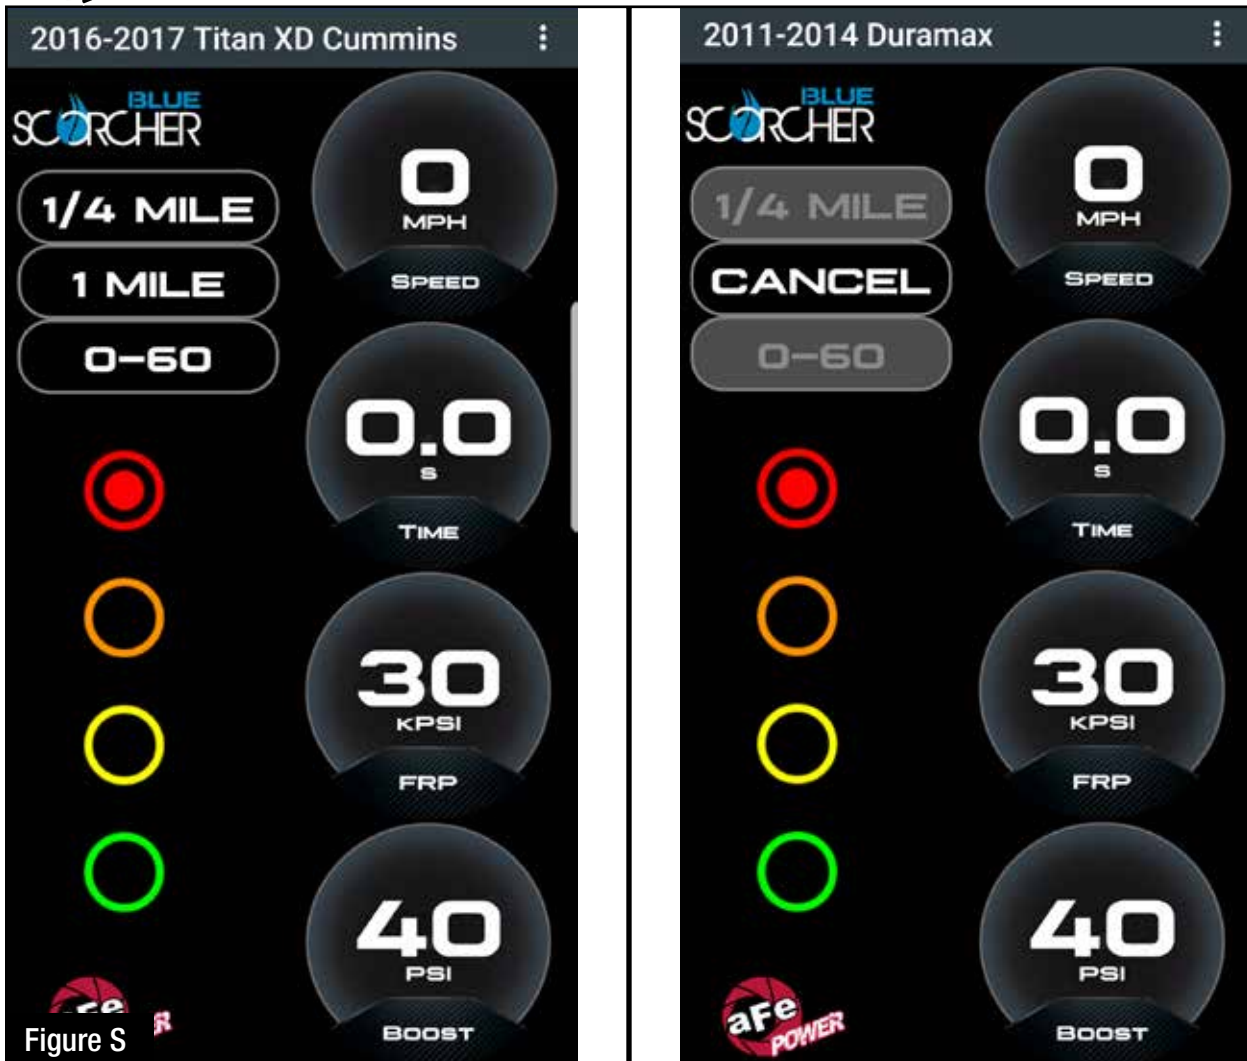 2016-2017 Titan XD Cummins
BLUE
SCORCHER
1/4 MILE
1 MILE
0-60
0
MPH
SPEED
0.0
S
TIME
30
KPSI
FRP
40
PSI
BOOST
aFe
R
Figure S
2011-2014 Duramax
BLUE
SCORCHER
1/4 MILE
CANCEL
0-60
0
MPH
SPEED
0.0
S
TIME
30
KPSI
FRP
40
PSI
BOOST
aFe
POWER